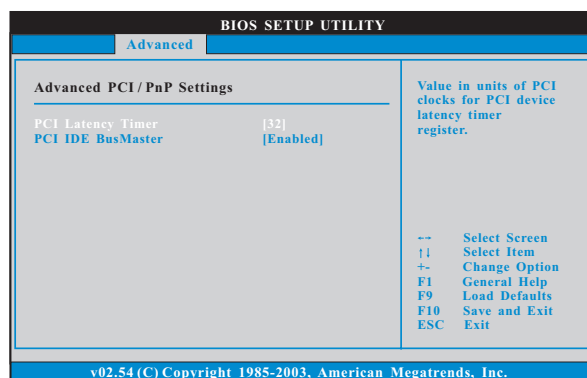 BIOS SETUP UTILITY
Advanced
Advanced PCI / PnP Settings
PCI Latency Timer [32]
PCI IDE BusMaster [Enabled]
Value in units of PCI
clocks for PCI device
latency timer
register.
←→ Select Screen
↑↓ Select Item
+- Change Option
F1 General Help
F9 Load Defaults
F10 Save and Exit
ESC Exit
v02.54 (C) Copyright 1985-2003, American Megatrends, Inc.